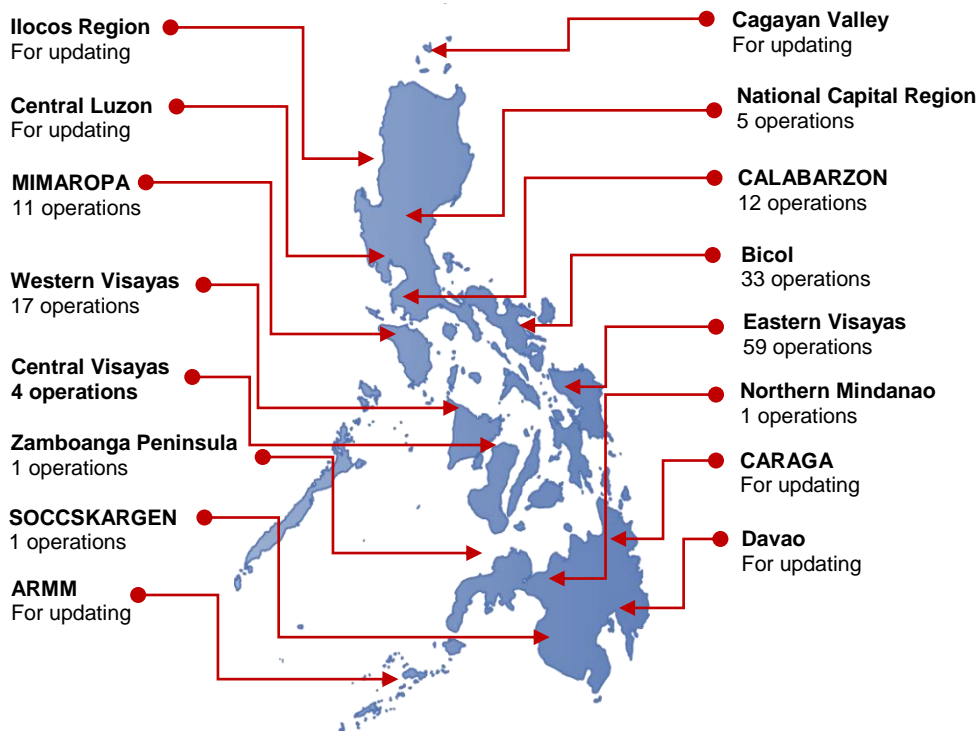 Ilocos Region
For updating
Central Luzon
For updating
MIMAROPA
11 operations
Western Visayas
17 operations
Central Visayas
4 operations
Zamboanga Peninsula
1 operations
SOCCSKARGEN
1 operations
ARMM
For updating
Cagayan Valley
For updating
National Capital Region
5 operations
CALABARZON
12 operations
Bicol
33 operations
Eastern Visayas
59 operations
Northern Mindanao
1 operations
CARAGA
For updating
Davao
For updating